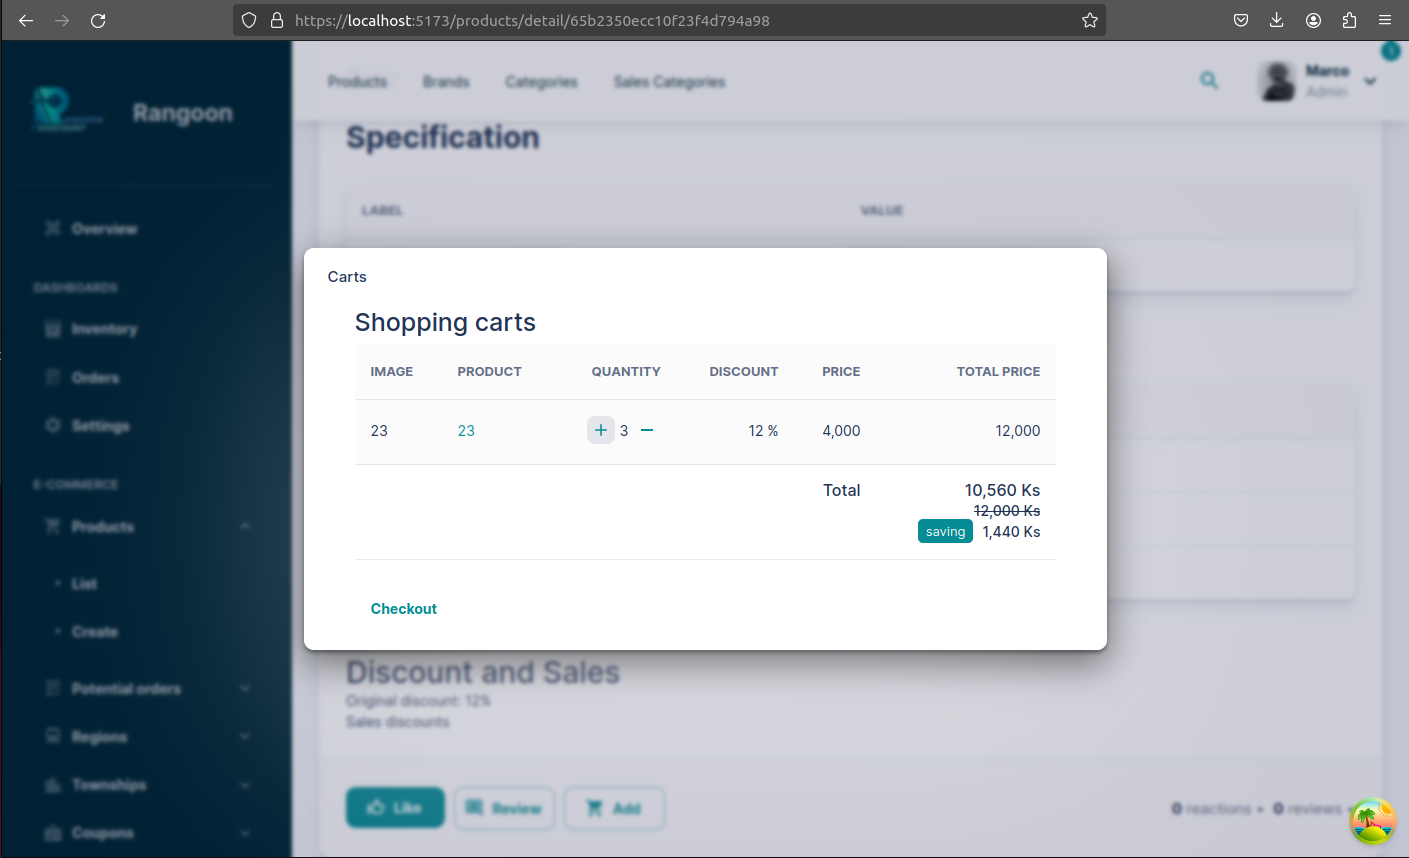 https://localhost:5173/products/detail/65b2350ecc10f23f4d794a98
Rangoon
Products Brands Categories Sales Categories
1
Marco
Admin
Overview
DASHBOARDS
Inventory
Orders
Settings
E-COMMERCE
Products
List
Create
Potential orders
Regions
Townships
Coupons
Specification
LABEL VALUE
Carts
Shopping carts
IMAGE PRODUCT QUANTITY DISCOUNT PRICE TOTAL PRICE
23 23 + 3 − 12 % 4,000 12,000
Total 10,560 Ks
12,000 Ks
saving 1,440 Ks
Checkout
Discount and Sales
Original discount: 12%
Sales discounts
Like Review Add
0 reactions • 0 reviews •